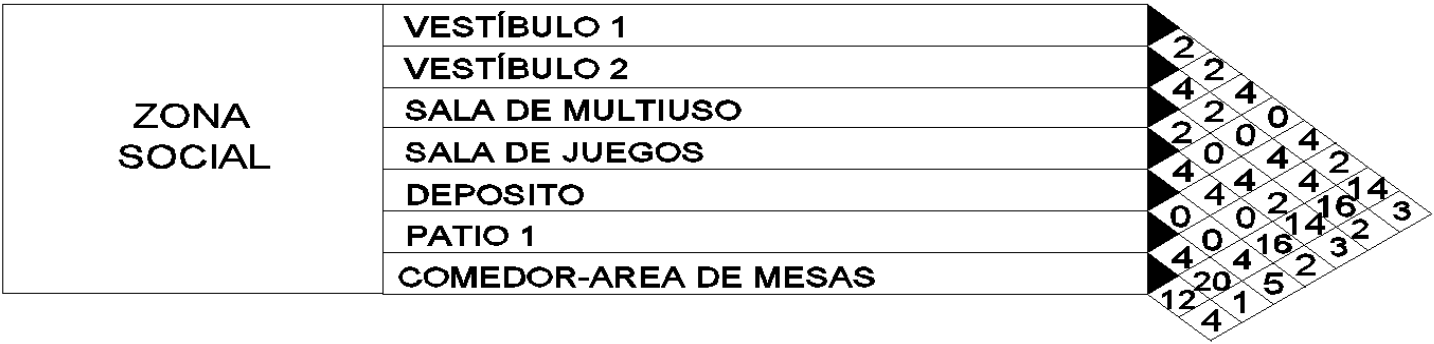 ZONA
SOCIAL
VESTÍBULO 1
VESTÍBULO 2
SALA DE MULTIUSO
SALA DE JUEGOS
DEPOSITO
PATIO 1
COMEDOR-AREA DE MESAS
2 2 4 0 4 2 14 3
4 2 0 4 4 16 2
2 0 4 2 14 3
4 4 0 16 2
0 0 4 5
4 20 1
12 4